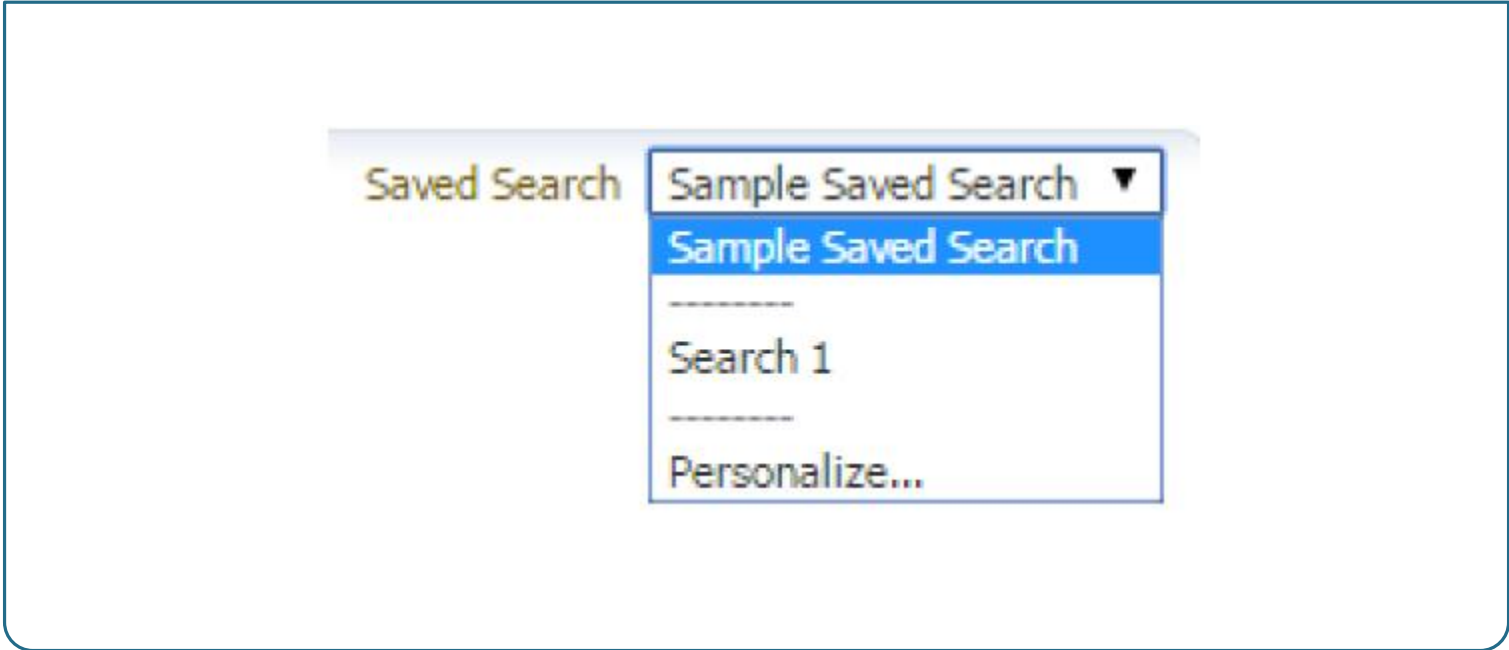 Saved Search Sample Saved Search ▼
Sample Saved Search
--------
Search 1
--------
Personalize...